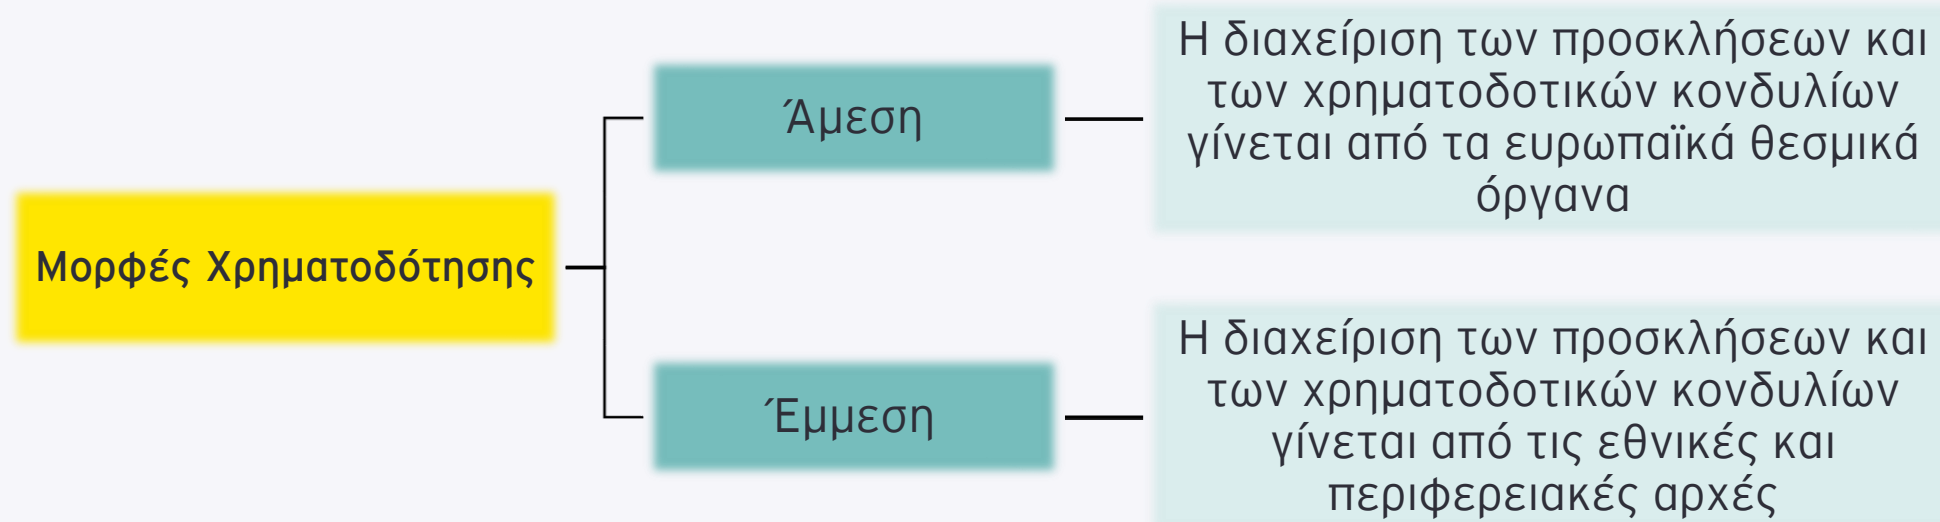 Μορφές Χρηματοδότησης
Άμεση
Η διαχείριση των προσκλήσεων και
των χρηματοδοτικών κονδυλίων
γίνεται από τα ευρωπαϊκά θεσμικά
όργανα
Έμμεση
Η διαχείριση των προσκλήσεων και
των χρηματοδοτικών κονδυλίων
γίνεται από τις εθνικές και
περιφερειακές αρχές